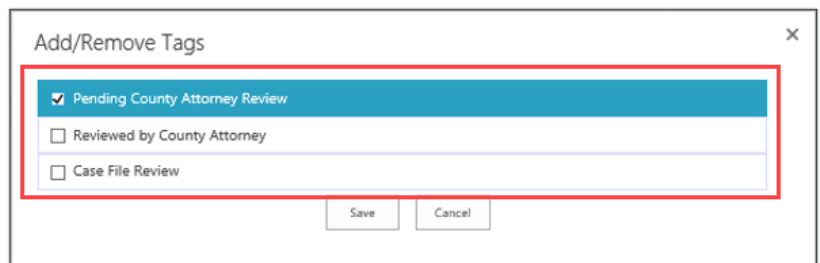 Add/Remove Tags
Pending County Attorney Review
Reviewed by County Attorney
Case File Review
Save Cancel